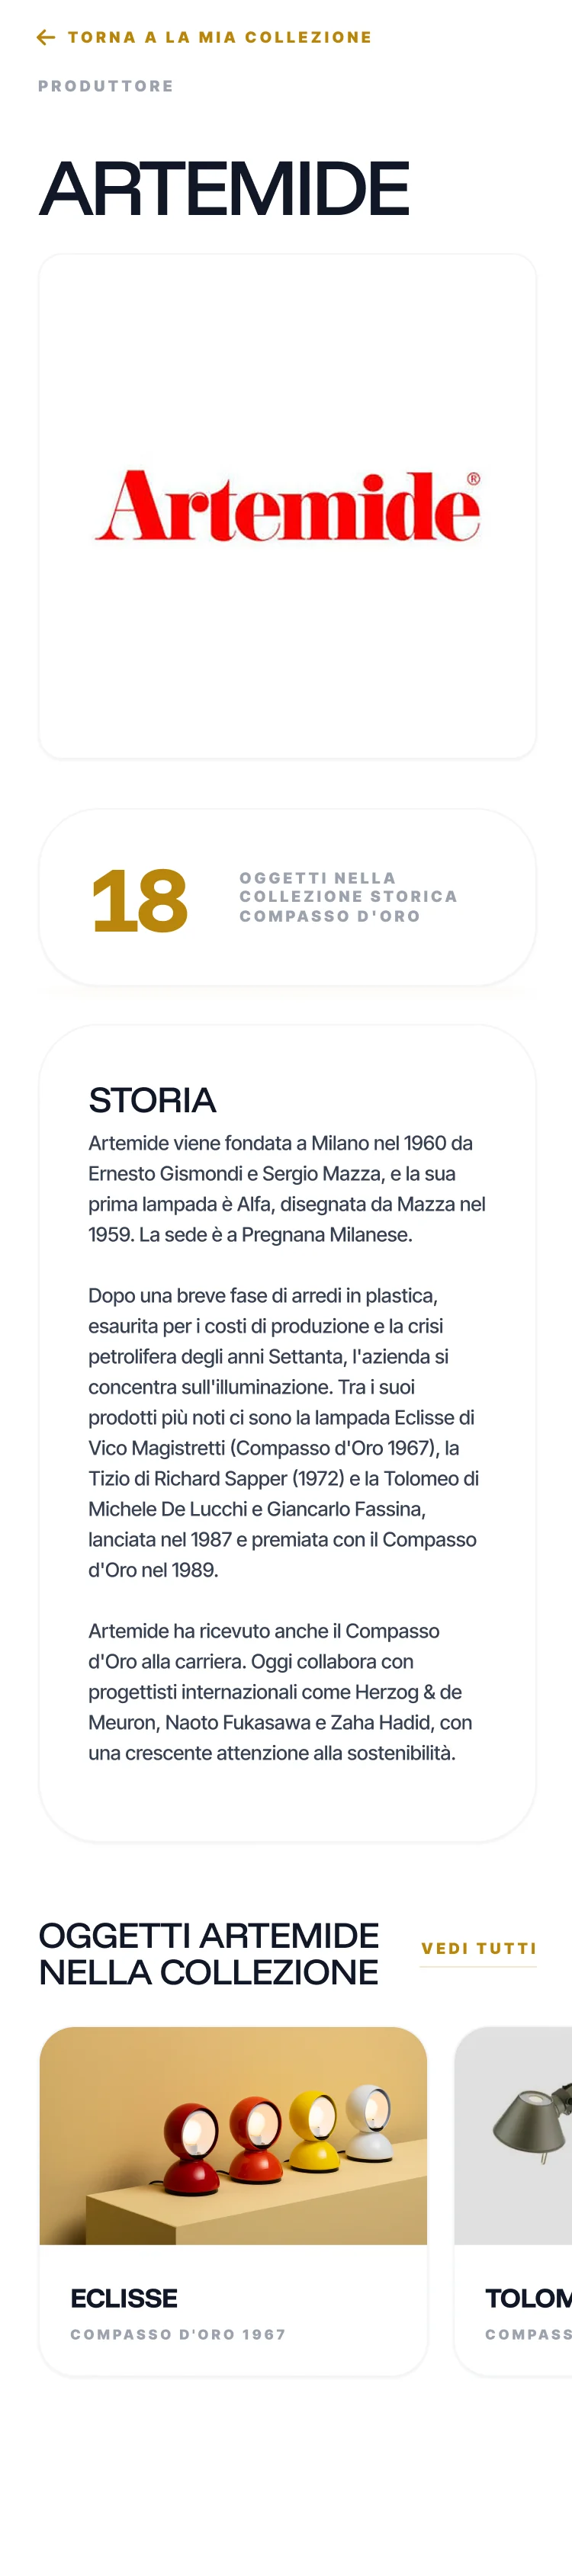 ← TORNA A LA MIA COLLEZIONE
PRODUTTORE
ARTEMIDE
Artemide®
18
OGGETTI NELLA
COLLEZIONE STORICA
COMPASSO D'ORO
STORIA
Artemide viene fondata a Milano nel 1960 da
Ernesto Gismondi e Sergio Mazza, e la sua
prima lampada è Alfa, disegnata da Mazza nel
1959. La sede è a Pregnana Milanese.
Dopo una breve fase di arredi in plastica,
esaurita per i costi di produzione e la crisi
petrolifera degli anni Settanta, l'azienda si
concentra sull'illuminazione. Tra i suoi
prodotti più noti ci sono la lampada Eclisse di
Vico Magistretti (Compasso d'Oro 1967), la
Tizio di Richard Sapper (1972) e la Tolomeo di
Michele De Lucchi e Giancarlo Fassina,
lanciata nel 1987 e premiata con il Compasso
d'Oro nel 1989.
Artemide ha ricevuto anche il Compasso
d'Oro alla carriera. Oggi collabora con
progettisti internazionali come Herzog & de
Meuron, Naoto Fukasawa e Zaha Hadid, con
una crescente attenzione alla sostenibilità.
OGGETTI ARTEMIDE
NELLA COLLEZIONE
VEDI TUTTI
ECLISSE
COMPASSO D'ORO 1967
TOLOM
COMPASS